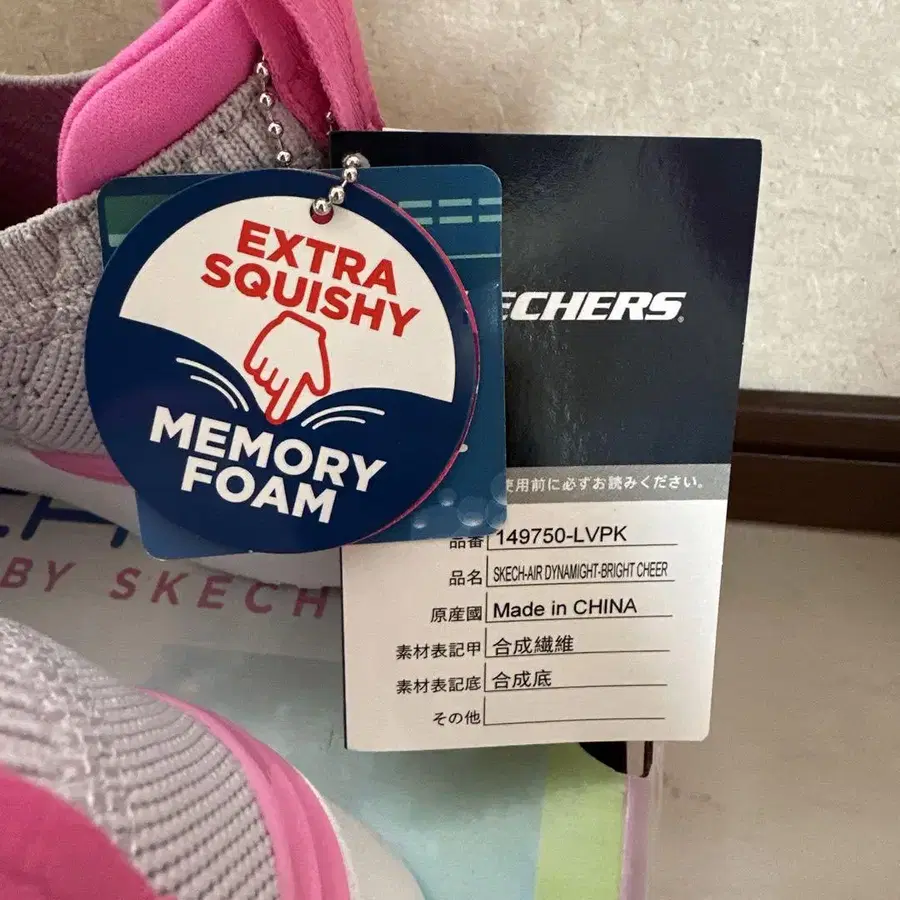 EXTRA
SQUISHY
MEMORY
FOAM
ECHERS
使用前に必ずお読みください。
品番 149750-LVPK
品名 SKECH-AIR DYNAMIGHT-BRIGHT CHEER
原産國 Made in CHINA
素材表記甲 合成繊維
素材表記底 合成底
その他
BY SKECH